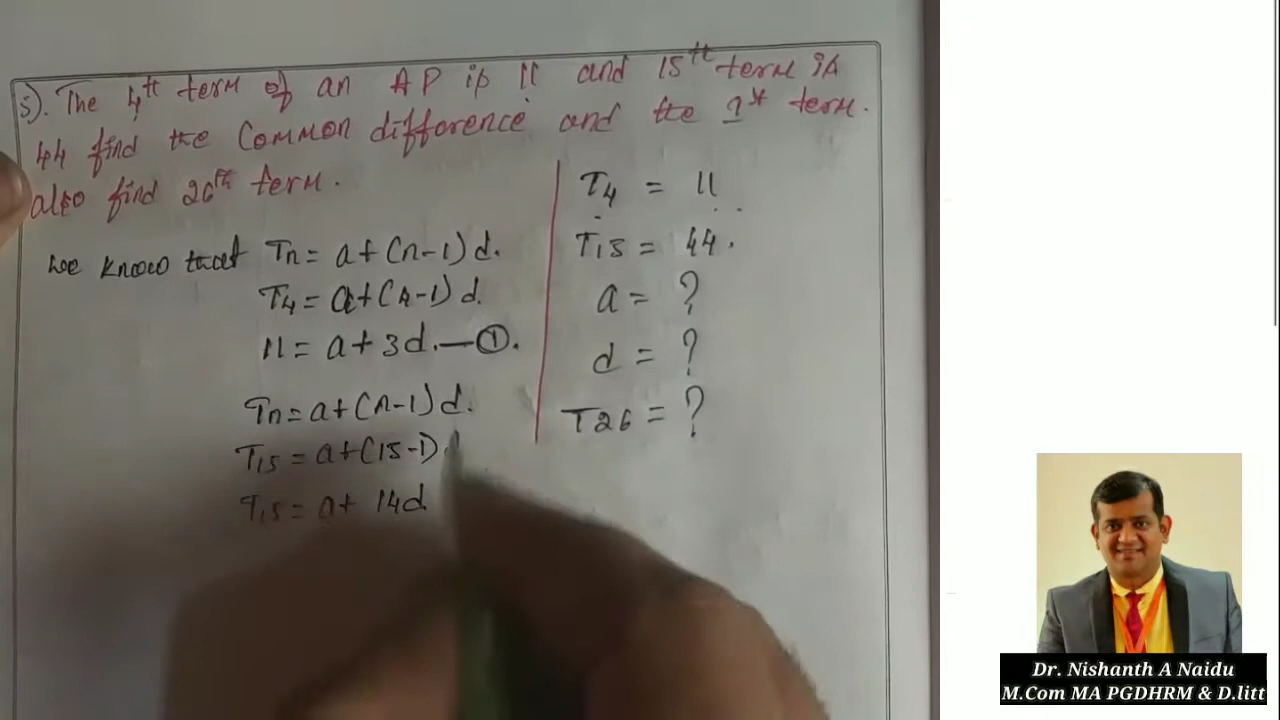 5). The 4th term of an AP is 11 and 15th term is
44 find the Common difference and the 1st term.
also find 26th term.
We know that Tn = a+(n-1) d.
T4 = a+(4-1) d.
11 = a+3d. — ①.
Tn = a+(n-1) d.
T15 = a+(15-1) d
T15 = a+ 14d
T4 = 11
T15 = 44.
a = ?
d = ?
T26 = ?
Dr. Nishanth A Naidu
M.Com MA PGDHRM & D.litt